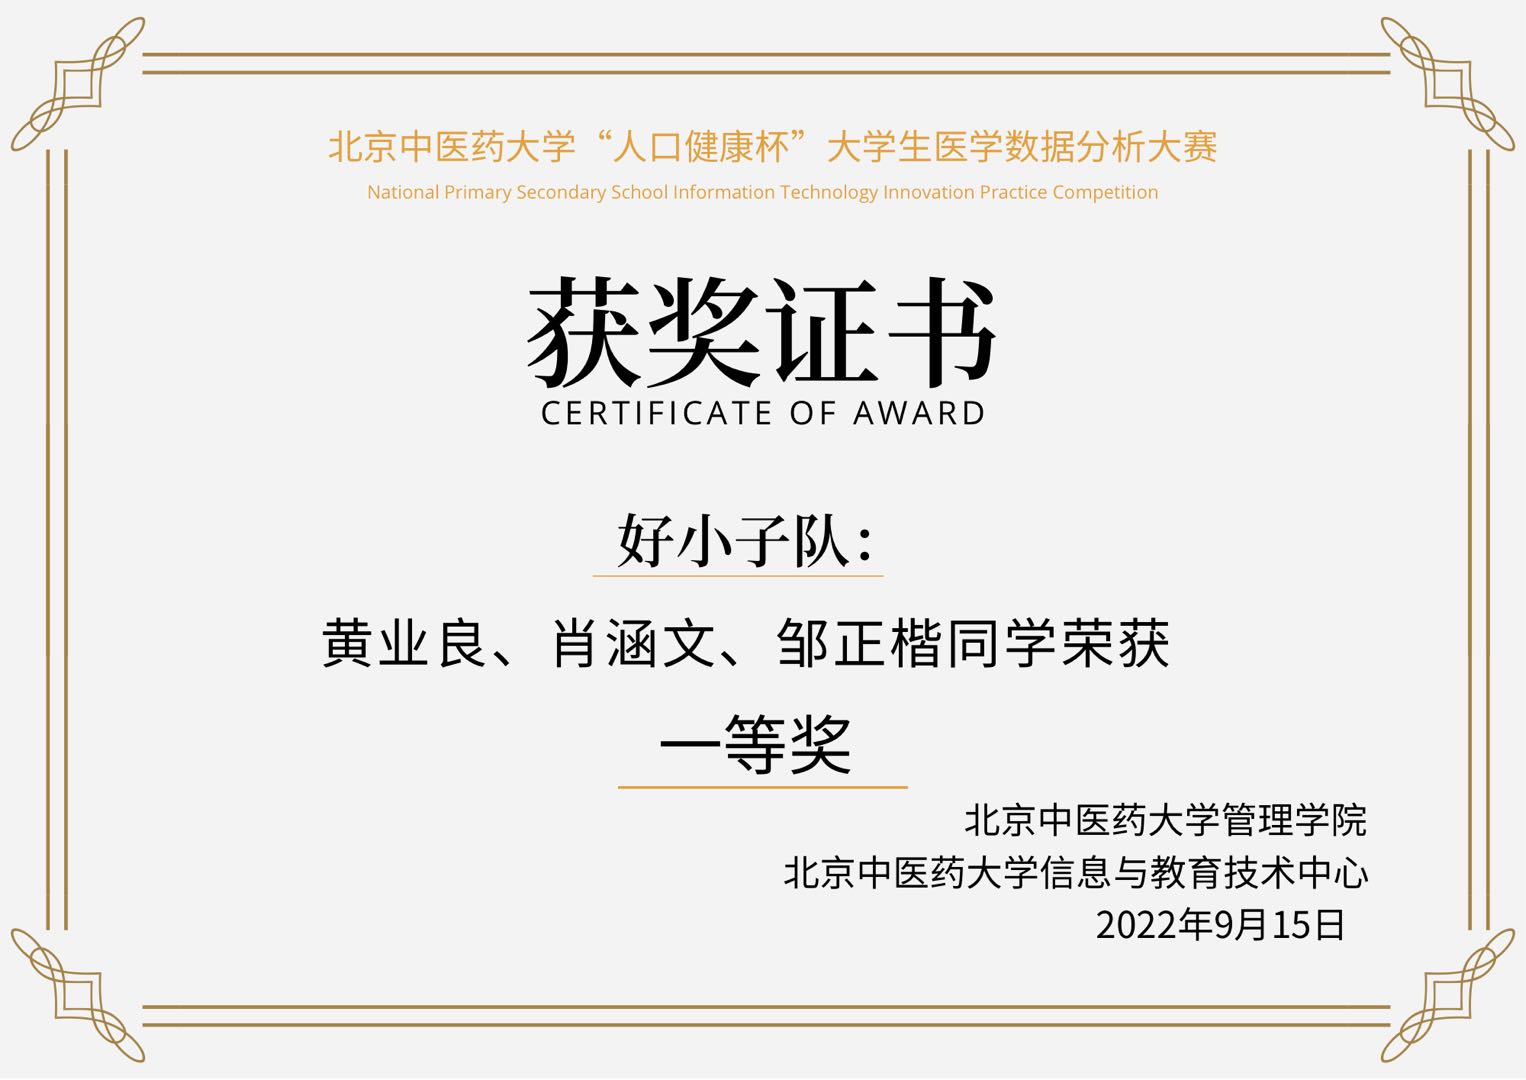 北京中医药大学“人口健康杯”大学生医学数据分析大赛
National Primary Secondary School Information Technology Innovation Practice Competition
获奖证书
CERTIFICATE OF AWARD
好小子队：
黄业良、肖涵文、邹正楷同学荣获
一等奖
北京中医药大学管理学院
北京中医药大学信息与教育技术中心
2022年9月15日